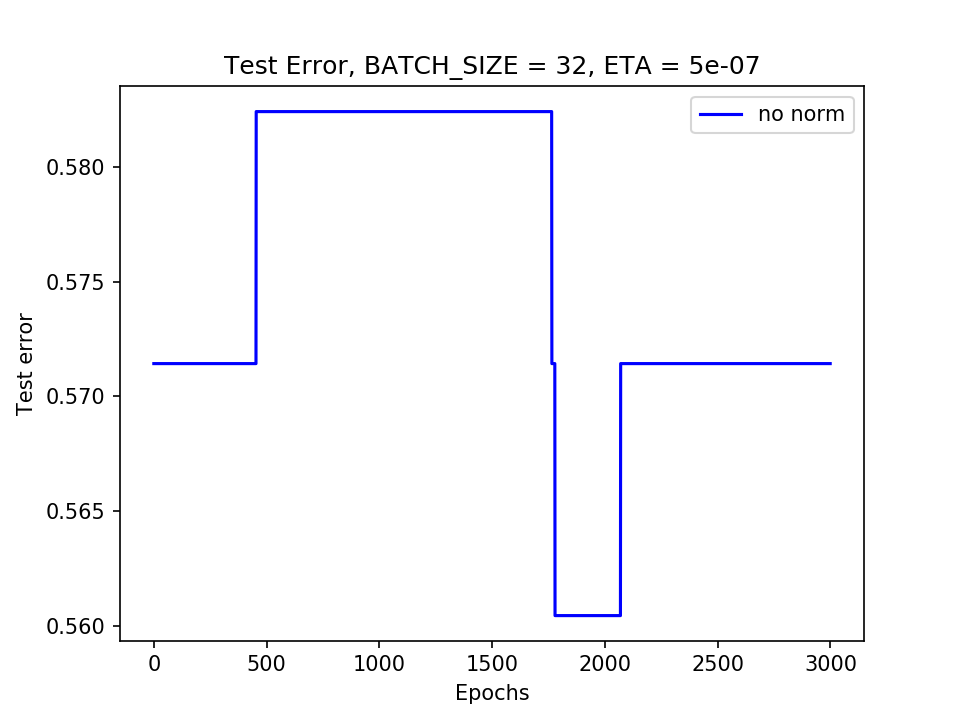 Test Error, BATCH_SIZE = 32, ETA = 5e-07
no norm
0.580
0.575
0.570
0.565
0.560
Test error
0 500 1000 1500 2000 2500 3000
Epochs